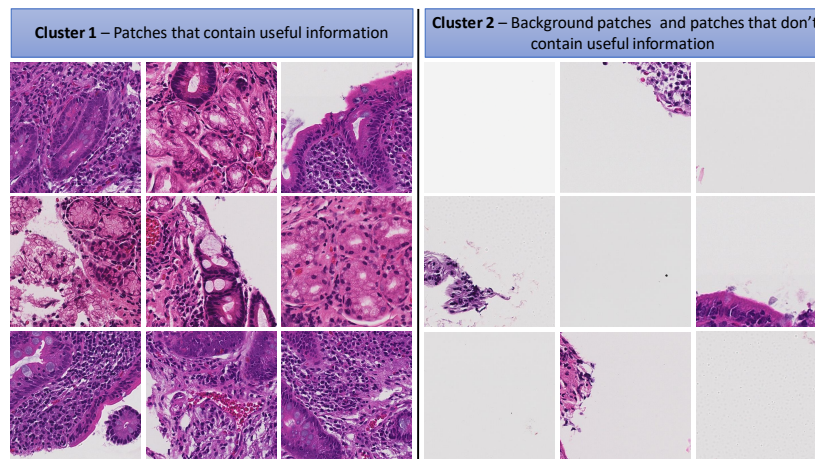 Cluster 1 – Patches that contain useful information
Cluster 2 – Background patches and patches that don't
contain useful information